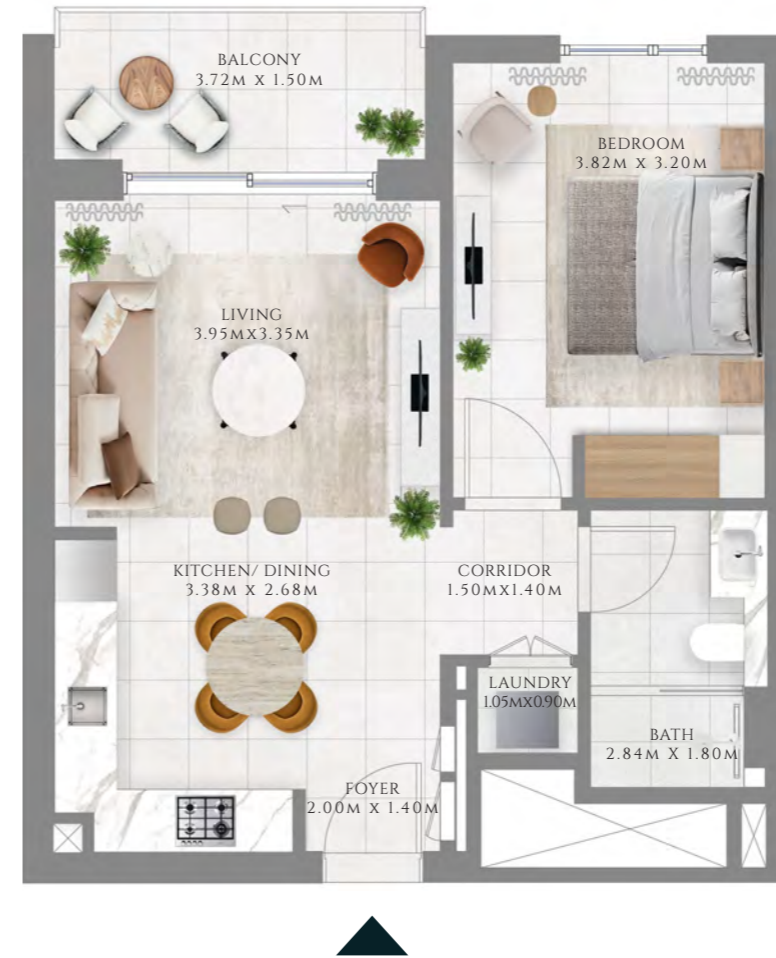 BALCONY
3.72M X 1.50M
BEDROOM
3.82M X 3.20M
LIVING
3.95MX3.35M
KITCHEN/ DINING
3.38M X 2.68M
CORRIDOR
1.50MX1.40M
LAUNDRY
1.05MX0.90M
BATH
2.84M X 1.80M
FOYER
2.00M X 1.40M